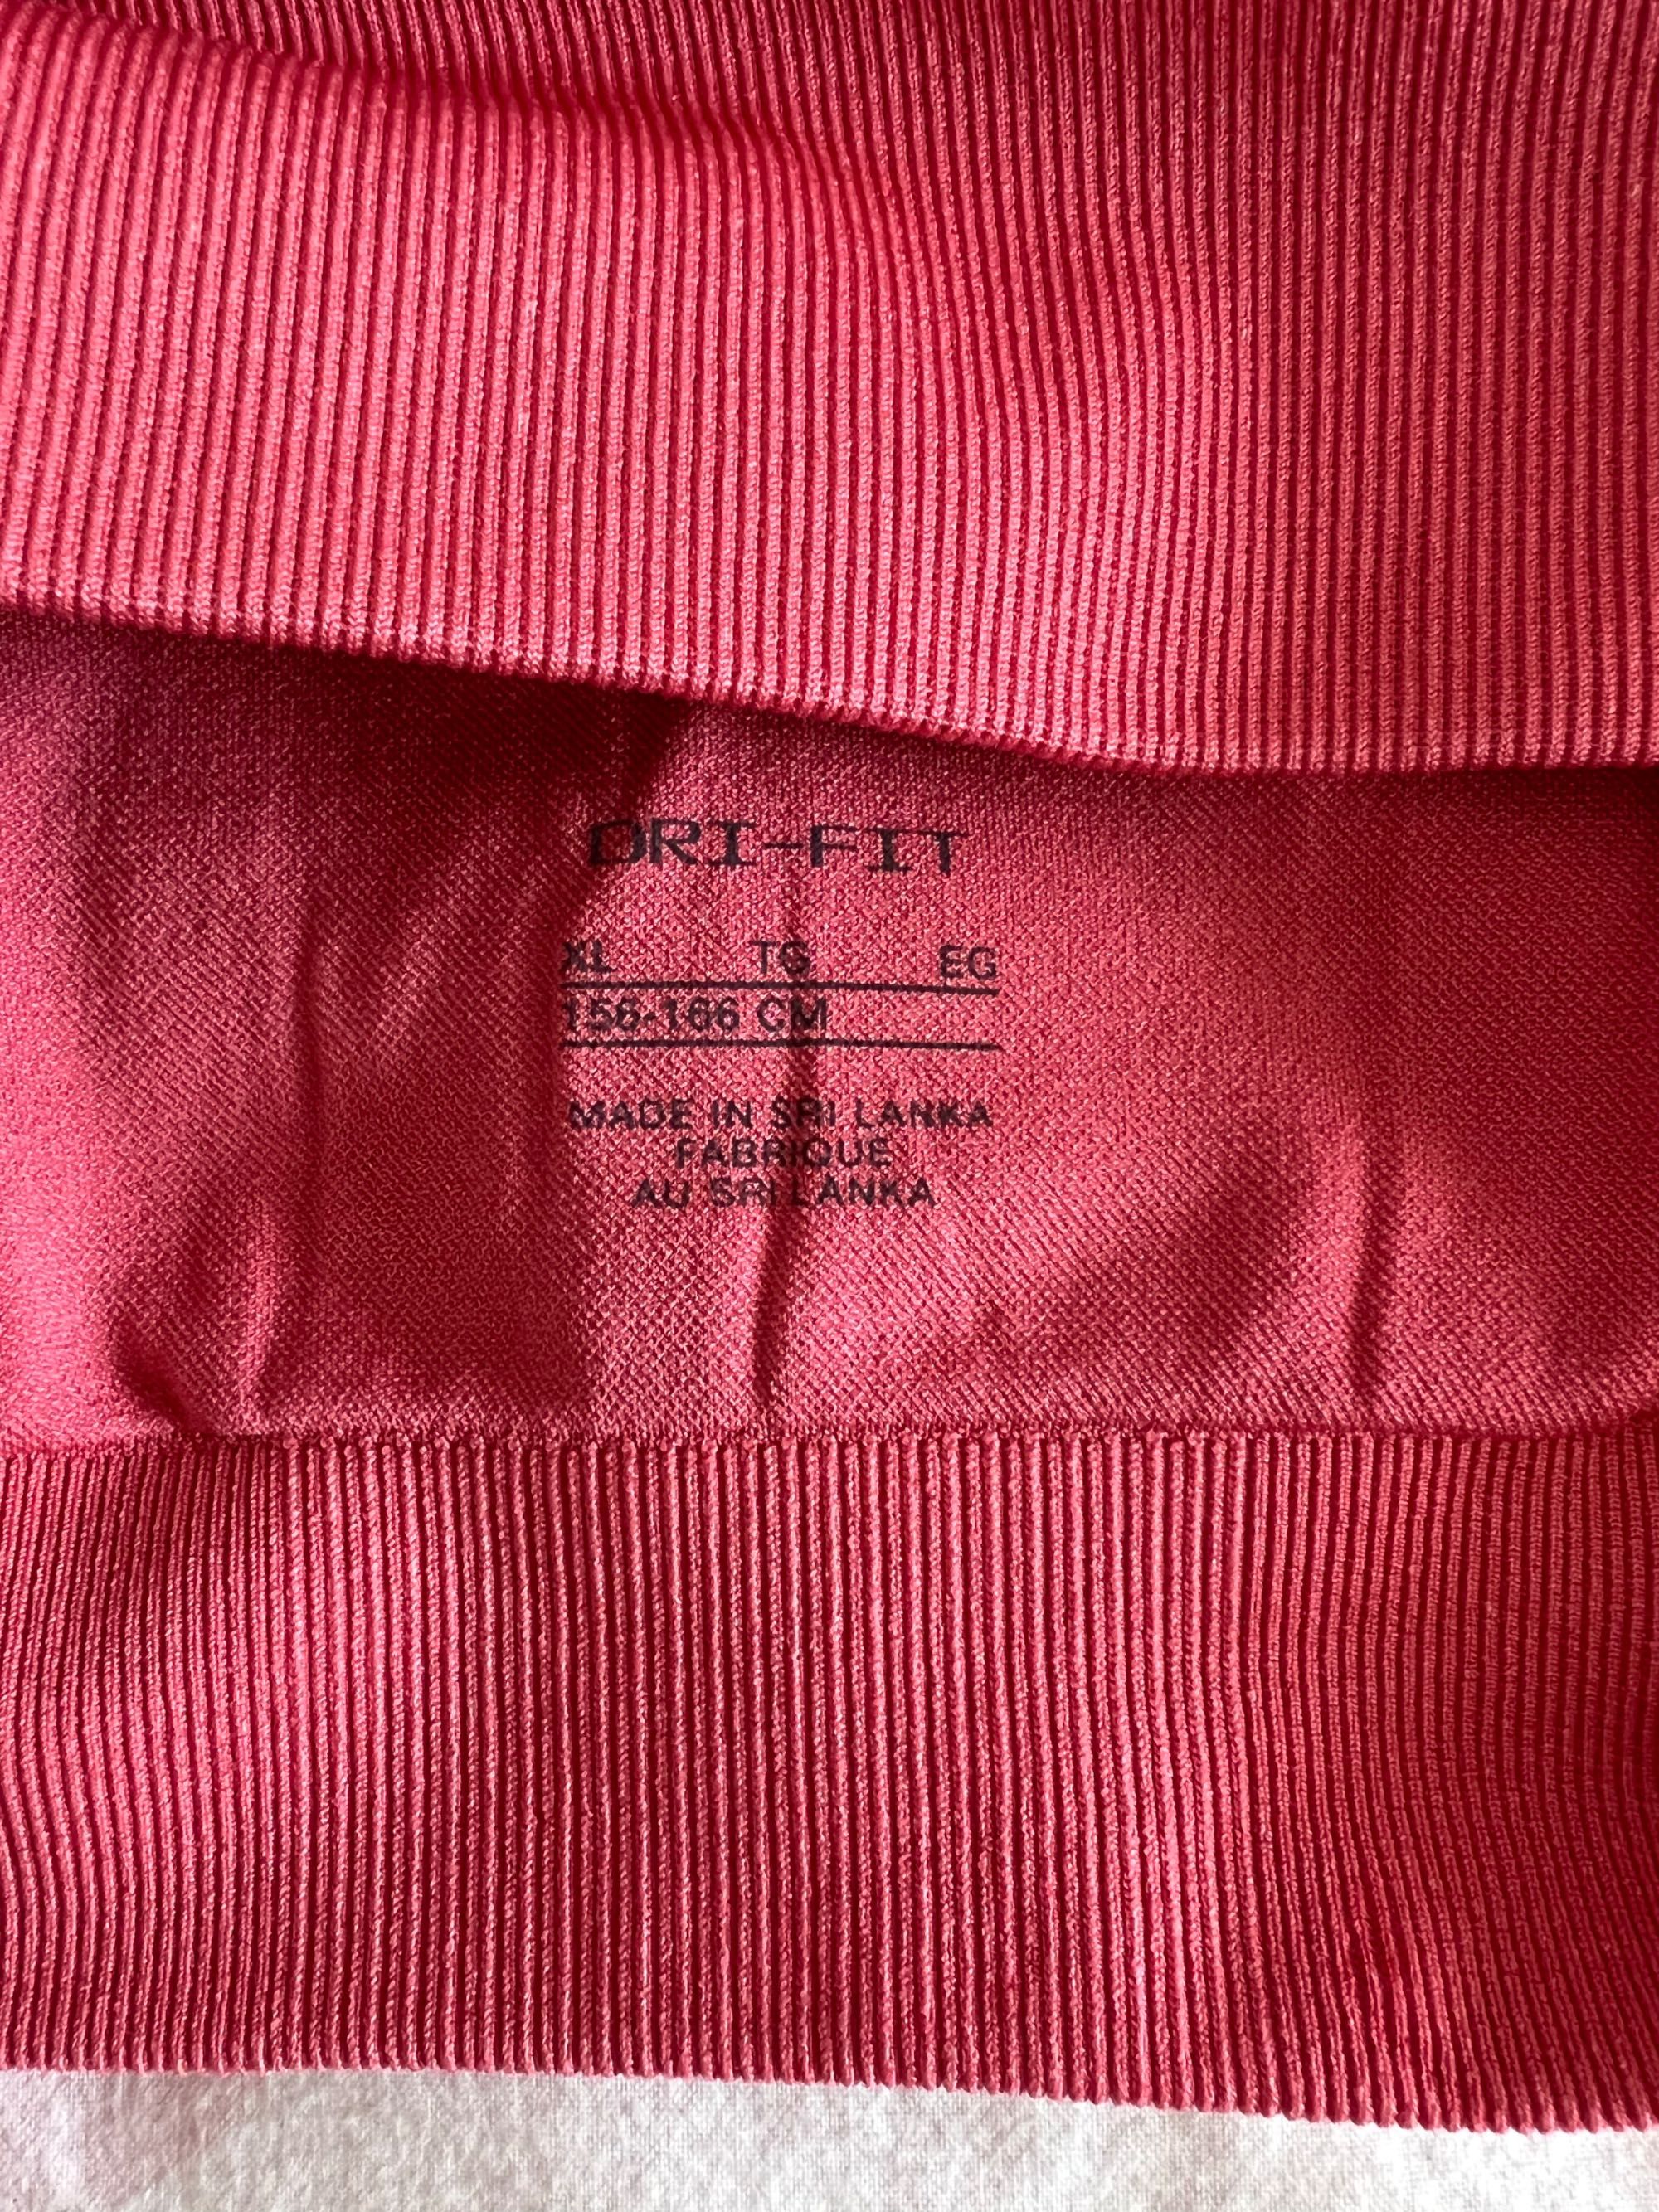 DRI-FIT
XL TG EG
156-166 CM
MADE IN SRI LANKA
FABRIQUE
AU SRI LANKA